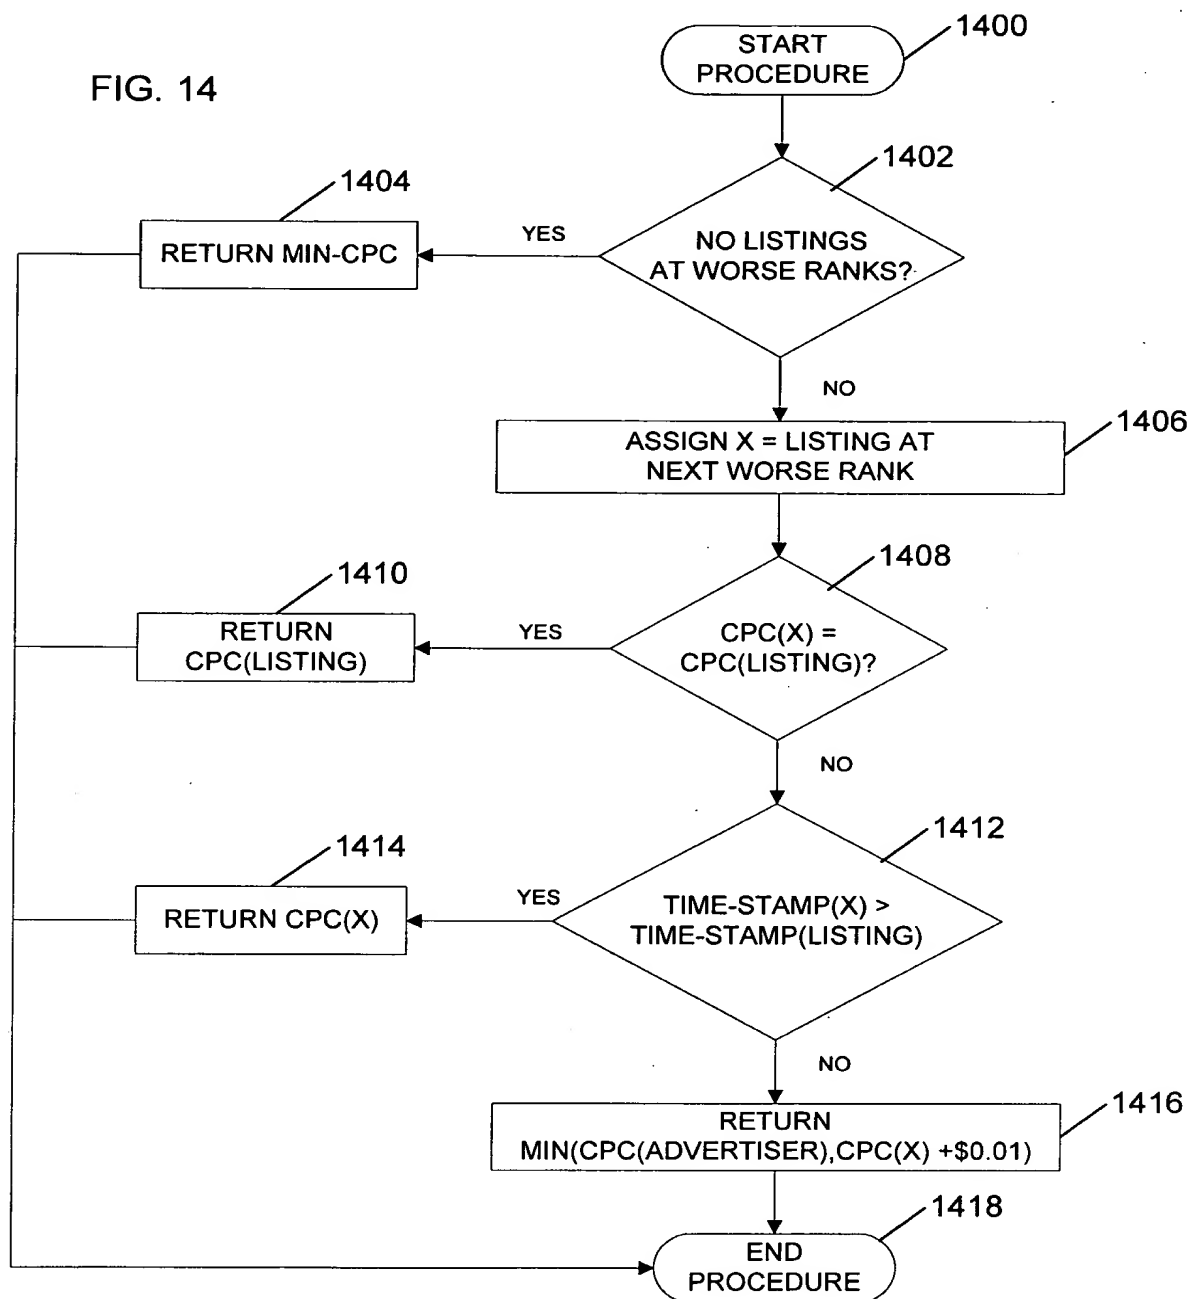 FIG. 14
START
PROCEDURE
1400
1402
NO LISTINGS
AT WORSE RANKS?
YES
1404
RETURN MIN-CPC
NO
1406
ASSIGN X = LISTING AT
NEXT WORSE RANK
1408
CPC(X) =
CPC(LISTING)?
YES
1410
RETURN
CPC(LISTING)
NO
1412
TIME-STAMP(X) >
TIME-STAMP(LISTING)
YES
1414
RETURN CPC(X)
NO
1416
RETURN
MIN(CPC(ADVERTISER),CPC(X) +$0.01)
1418
END
PROCEDURE